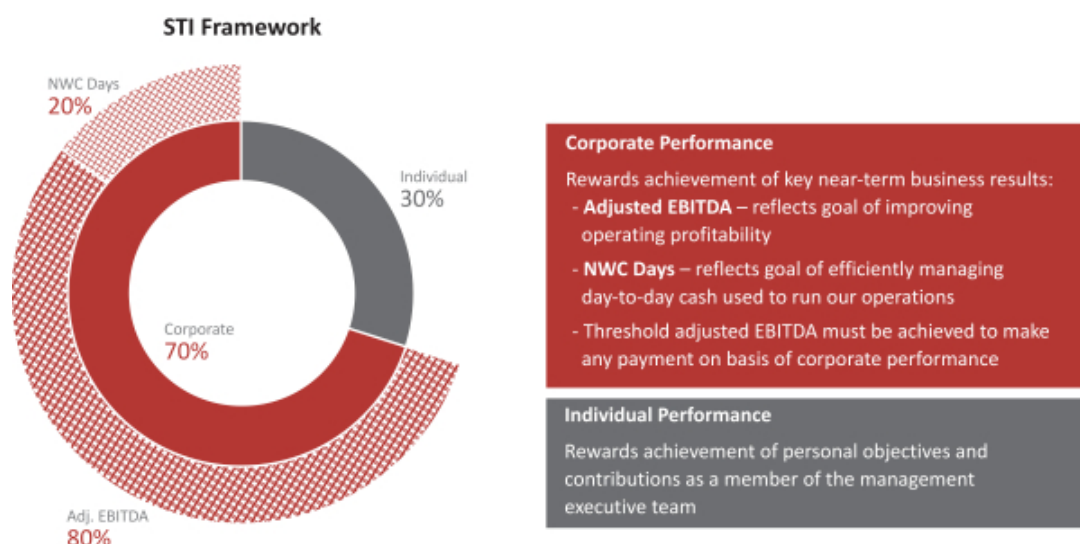 STI Framework
NWC Days
20%
Individual
30%
Corporate
70%
Adj. EBITDA
80%
Corporate Performance
Rewards achievement of key near-term business results:
- Adjusted EBITDA – reflects goal of improving
operating profitability
- NWC Days – reflects goal of efficiently managing
day-to-day cash used to run our operations
- Threshold adjusted EBITDA must be achieved to make
any payment on basis of corporate performance
Individual Performance
Rewards achievement of personal objectives and
contributions as a member of the management
executive team